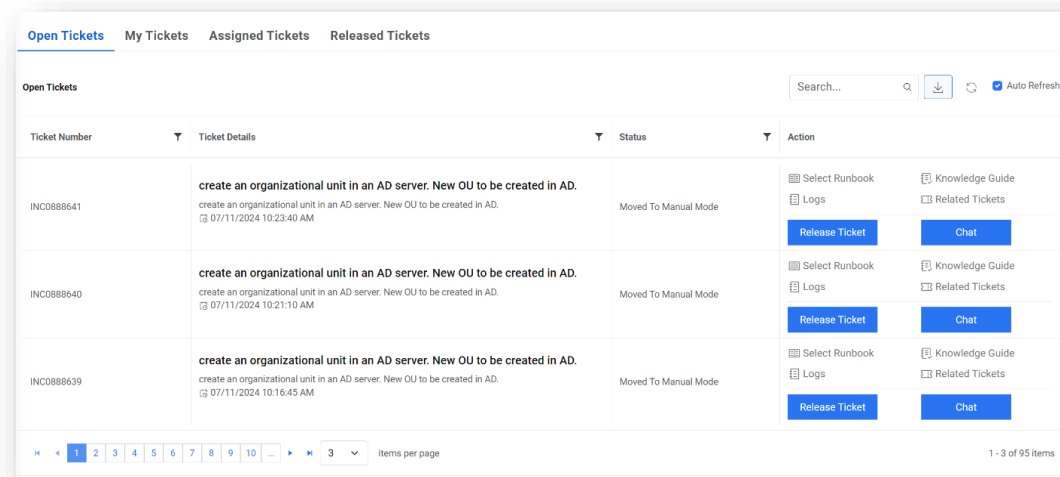 Open Tickets My Tickets Assigned Tickets Released Tickets
Open Tickets Search... Auto Refresh
Ticket Number Ticket Details Status Action
INC0888641
create an organizational unit in an AD server. New OU to be created in AD.
create an organizational unit in an AD server. New OU to be created in AD.
07/11/2024 10:23:40 AM
Moved To Manual Mode
Select Runbook Knowledge Guide
Logs Related Tickets
Release Ticket Chat
INC0888640
create an organizational unit in an AD server. New OU to be created in AD.
create an organizational unit in an AD server. New OU to be created in AD.
07/11/2024 10:21:10 AM
Moved To Manual Mode
Select Runbook Knowledge Guide
Logs Related Tickets
Release Ticket Chat
INC0888639
create an organizational unit in an AD server. New OU to be created in AD.
create an organizational unit in an AD server. New OU to be created in AD.
07/11/2024 10:16:45 AM
Moved To Manual Mode
Select Runbook Knowledge Guide
Logs Related Tickets
Release Ticket Chat
1 2 3 4 5 6 7 8 9 10 ... 3 items per page 1 - 3 of 95 items